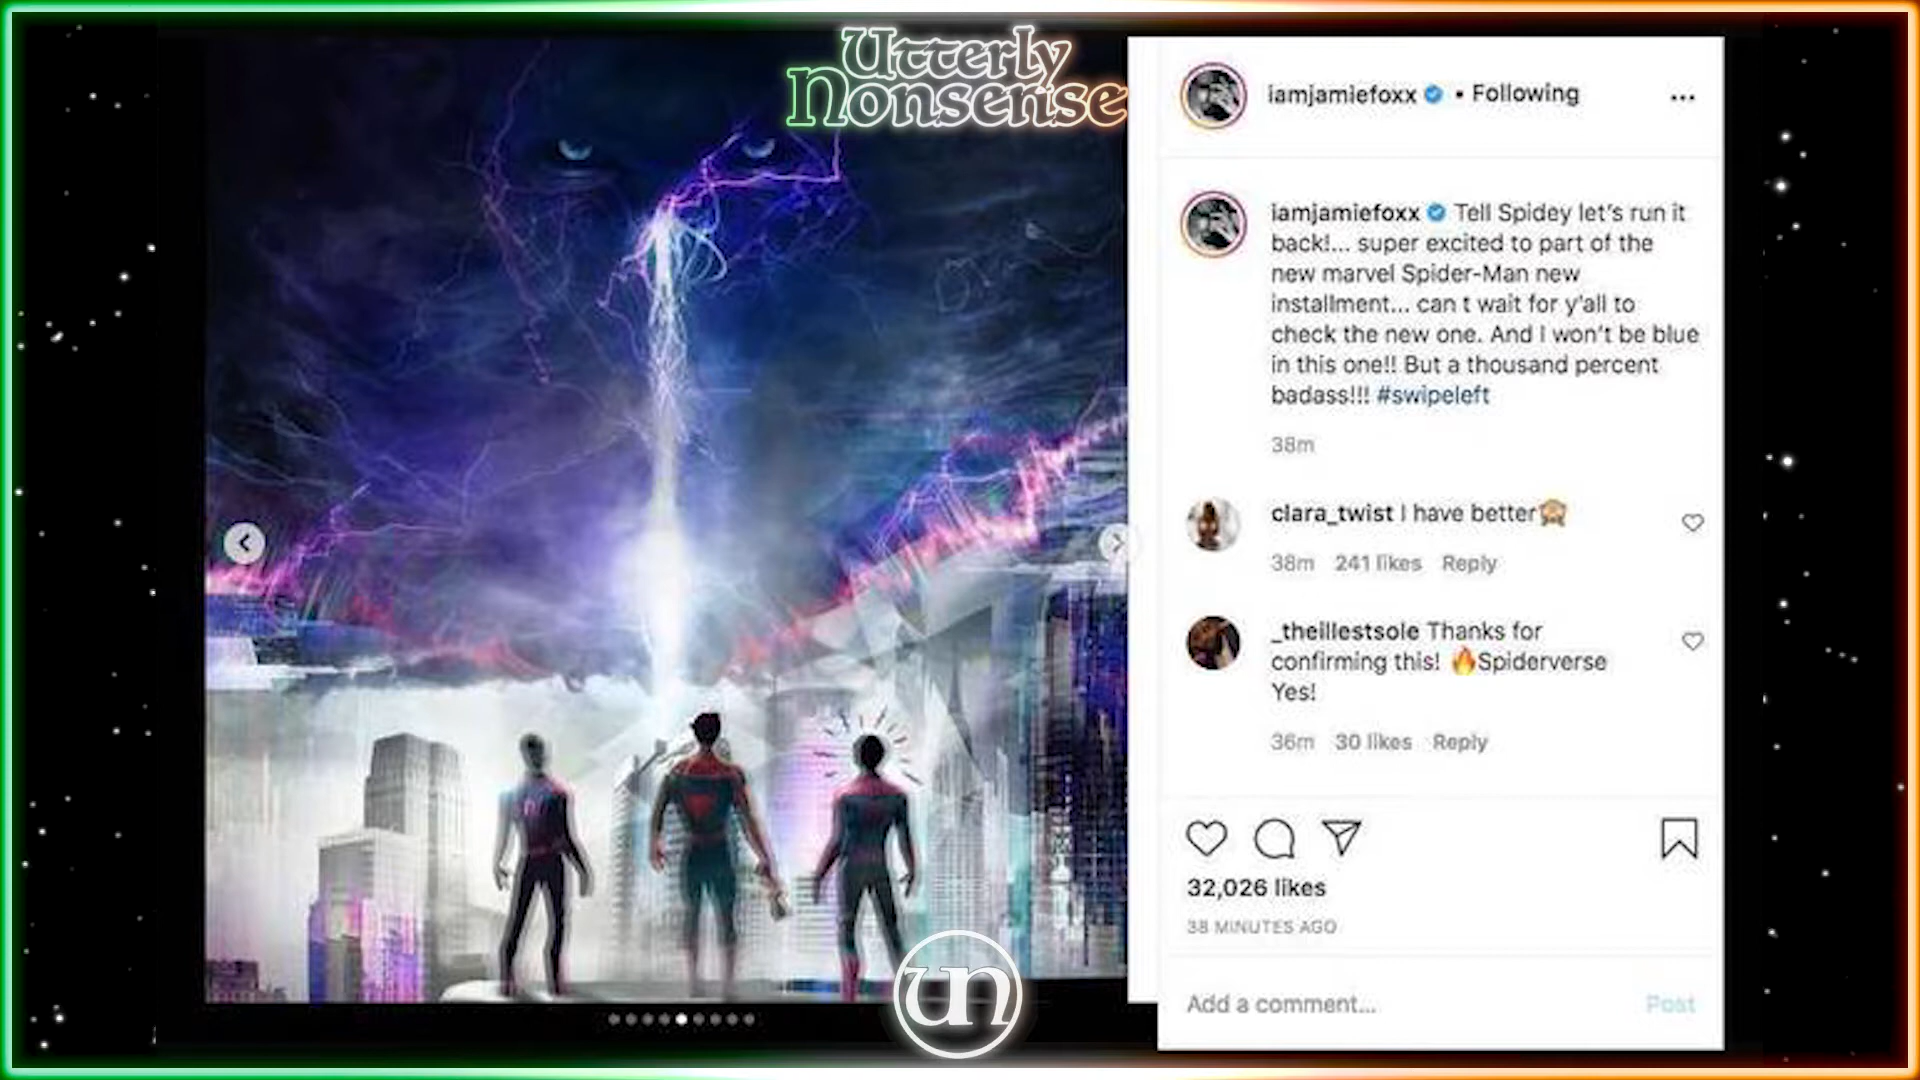 Utterly
Nonsense
iamjamiefoxx • Following
iamjamiefoxx Tell Spidey let's run it
back!... super excited to part of the
new marvel Spider-Man new
installment... can t wait for y'all to
check the new one. And I won't be blue
in this one!! But a thousand percent
badass!!! #swipeleft
38m
clara_twist I have better🙈
38m 241 likes Reply
_theillestsole Thanks for
confirming this! 🔥Spiderverse
Yes!
36m 30 likes Reply
32,026 likes
38 MINUTES AGO
Add a comment... Post
un